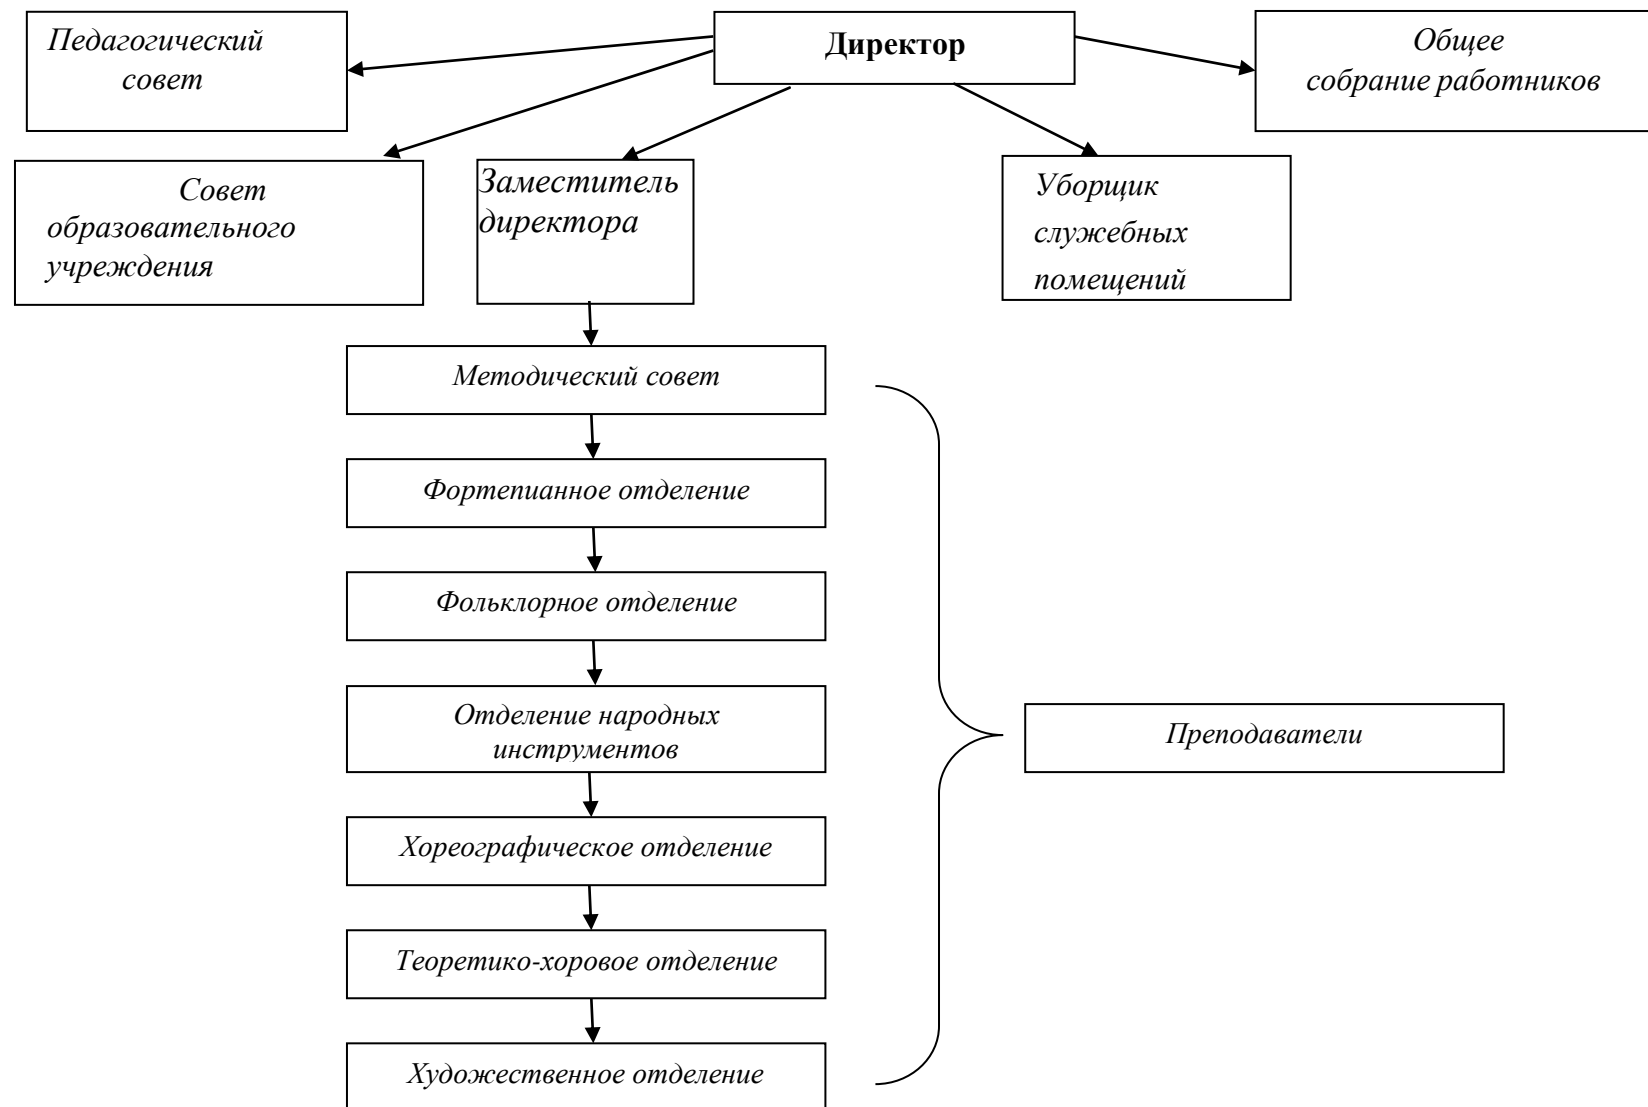 Педагогический
совет
Директор
Общее
собрание работников
Совет
образовательного
учреждения
Заместитель
директора
Уборщик
служебных
помещений
Методический совет
Фортепианное отделение
Фольклорное отделение
Отделение народных
инструментов
Преподаватели
Хореографическое отделение
Теоретико-хоровое отделение
Художественное отделение